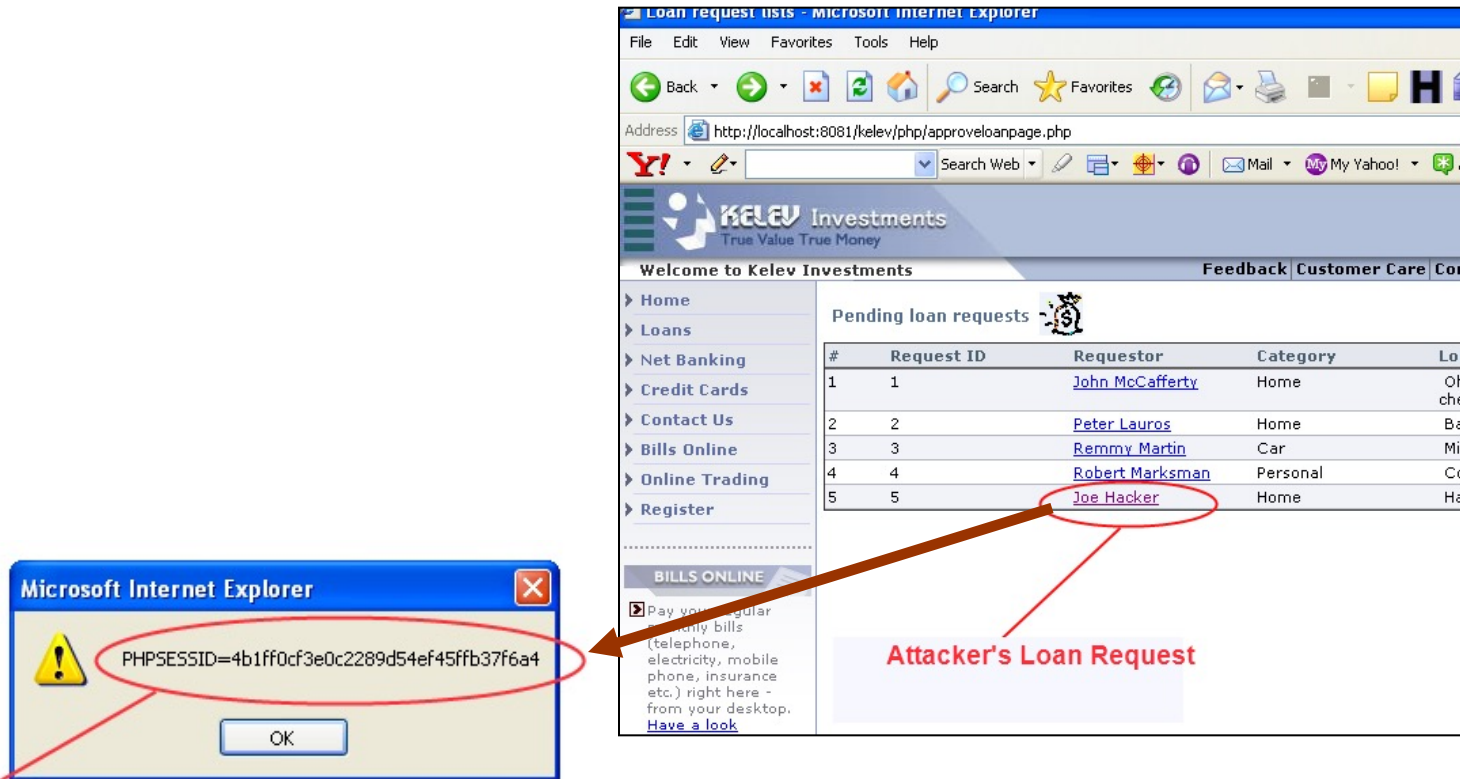 Loan request lists - Microsoft Internet Explorer
File Edit View Favorites Tools Help
Back Search Favorites
Address http://localhost:8081/kelev/php/approveloanpage.php
Y! Search Web Mail My My Yahoo!
KELEV Investments
True Value True Money
Welcome to Kelev Investments Feedback Customer Care
Home
Loans
Net Banking
Credit Cards
Contact Us
Bills Online
Online Trading
Register
Pending loan requests
# Request ID Requestor Category
1 1 John McCafferty Home
2 2 Peter Lauros Home
3 3 Remmy Martin Car
4 4 Robert Marksman Personal
5 5 Joe Hacker Home
BILLS ONLINE
Pay your regular
monthly bills
(telephone,
electricity, mobile
phone, insurance
etc.) right here -
from your desktop.
Have a look
Attacker's Loan Request
Microsoft Internet Explorer
PHPSESSID=4b1ff0cf3e0c2289d54ef45ffb37f6a4
OK